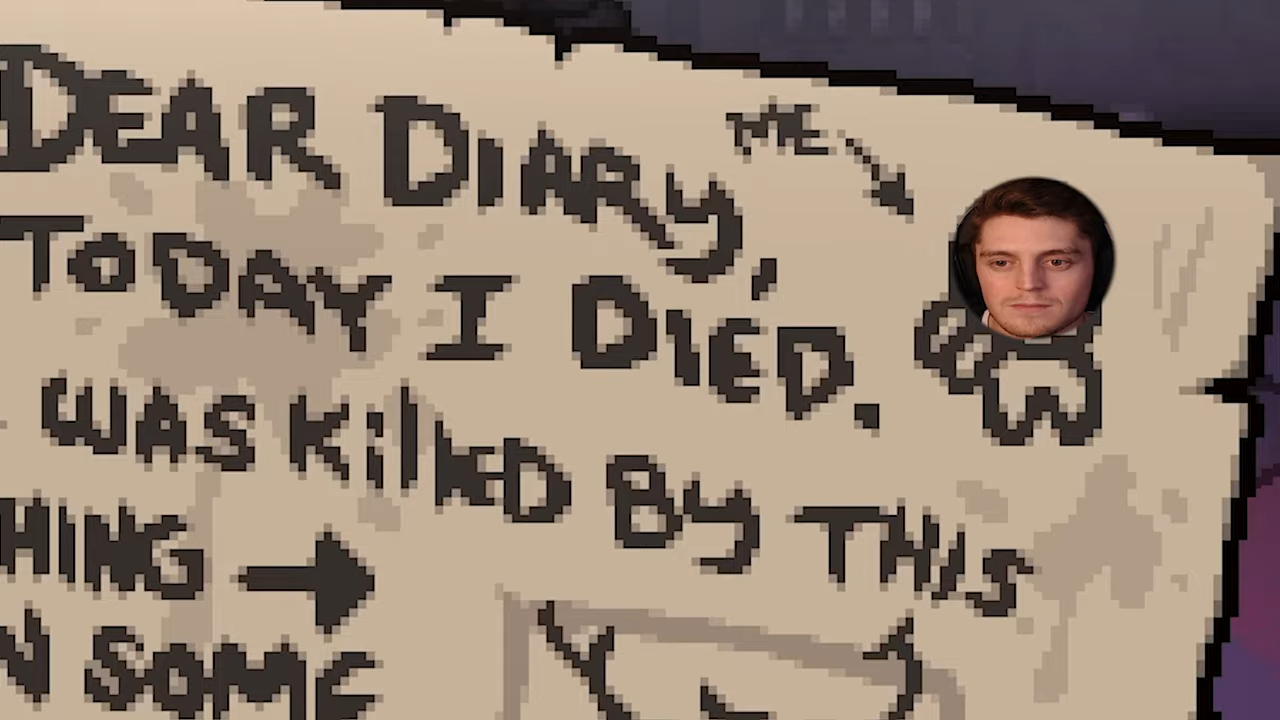 DEAR DIARY,
ME
TODAY I DIED.
WAS KillED BY THIS
HING
N SOME